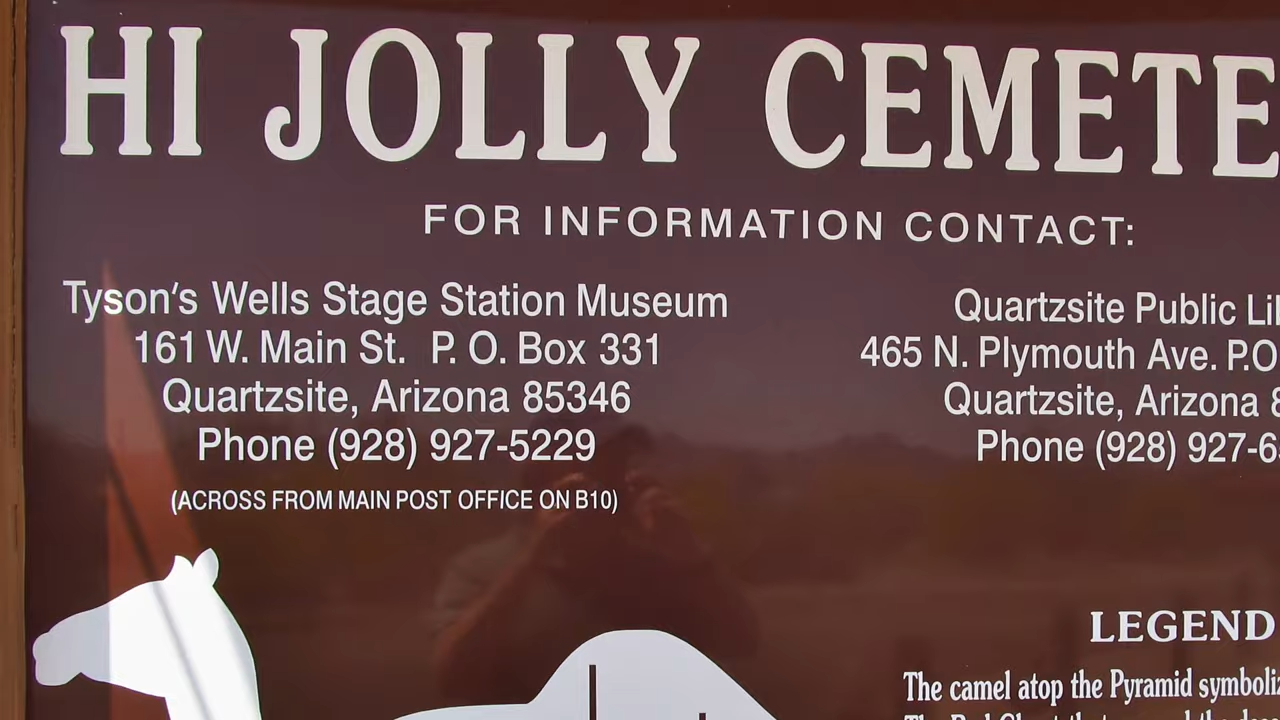 HI JOLLY CEMETE
FOR INFORMATION CONTACT:
Tyson's Wells Stage Station Museum
161 W. Main St. P. O. Box 331
Quartzsite, Arizona 85346
Phone (928) 927-5229
(ACROSS FROM MAIN POST OFFICE ON B10)
Quartzsite Public
465 N. Plymouth Ave. P.O
Quartzsite, Arizona
Phone (928) 927-6
LEGEND
The camel atop the Pyramid